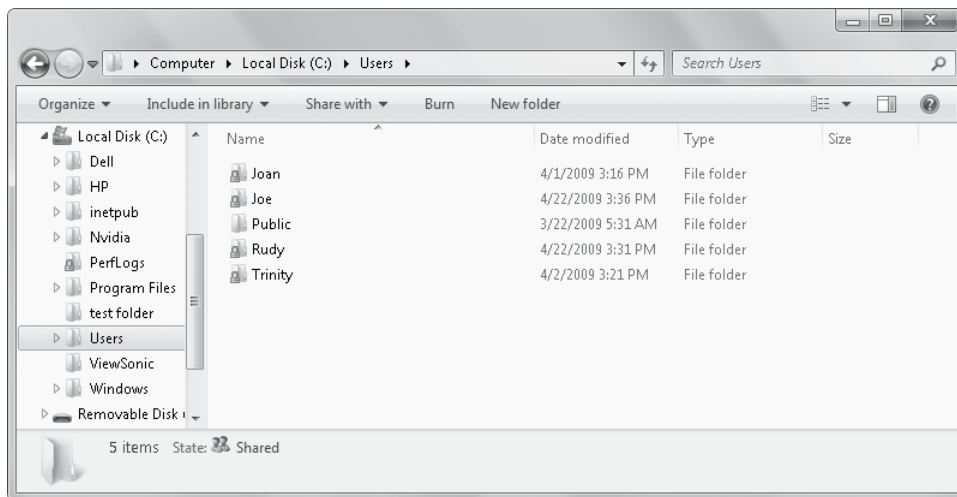 Computer Local Disk (C:) Users
Search Users
Organize Include in library Share with Burn New folder
Local Disk (C:)
Dell
HP
inetpub
Nvidia
PerfLogs
Program Files
test folder
Users
ViewSonic
Windows
Removable Disk
Name Date modified Type Size
Joan 4/1/2009 3:16 PM File folder
Joe 4/22/2009 3:36 PM File folder
Public 3/22/2009 5:31 AM File folder
Rudy 4/22/2009 3:31 PM File folder
Trinity 4/2/2009 3:21 PM File folder
5 items State: Shared